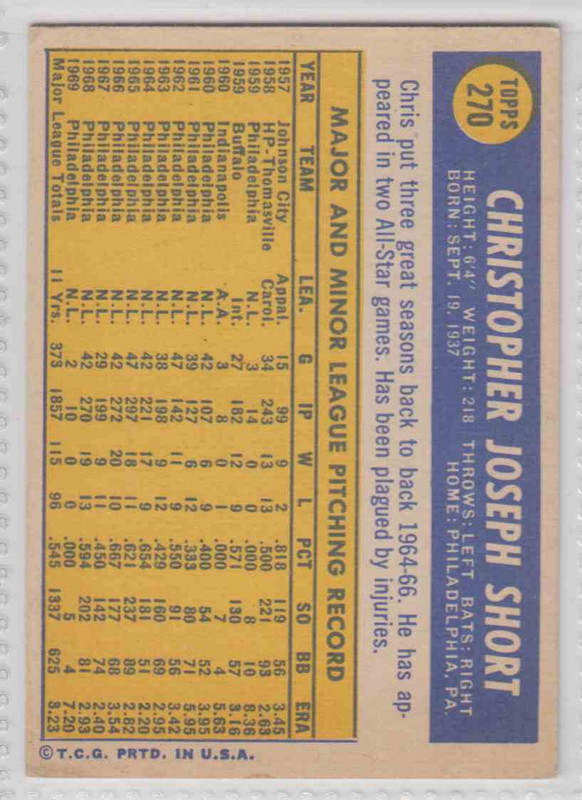 TOPPS
270
CHRISTOPHER JOSEPH SHORT
HEIGHT: 6'4" WEIGHT: 218 THROWS: LEFT BATS: RIGHT
BORN: SEPT. 19, 1937 HOME: PHILADELPHIA, PA.
Chris put three great seasons back to back 1964-66. He has ap-
peared in two All-Star games. Has been plagued by injuries.
MAJOR AND MINOR LEAGUE PITCHING RECORD
YEAR TEAM LEA. G IP W L PCT SO BB ERA
1957 Johnson City Appal. 15 99 9 2 .818 119 56 3.45
1958 HP-Thomasville Carol. 34 243 13 13 .500 221 93 2.63
1959 Philadelphia N.L. 3 14 0 0 .000 8 10 8.36
1959 Buffalo Int. 27 182 12 9 .571 130 57 3.16
1960 Indianapolis A.A. 3 8 0 1 .000 4 5.63
1960 Philadelphia N.L. 42 107 6 9 .400 54 52 3.95
1961 Philadelphia N.L. 39 127 6 12 .333 80 71 5.95
1962 Philadelphia N.L. 47 142 11 9 .550 91 56 3.42
1963 Philadelphia N.L. 38 198 9 12 .429 160 69 2.95
1964 Philadelphia N.L. 42 221 17 9 .654 181 51 2.20
1965 Philadelphia N.L. 47 297 18 11 .621 237 89 2.82
1966 Philadelphia N.L. 42 272 20 10 .667 177 68 3.54
1967 Philadelphia N.L. 29 199 9 11 .450 142 74 2.40
1968 Philadelphia N.L. 42 270 19 13 .594 202 81 2.93
1969 Philadelphia N.L. 2 10 0 0 .000 5 4 7.20
Major League Totals 11 Yrs. 373 1857 115 96 .545 1337 625 3.23
© T.C.G. PRTD. IN U.S.A.